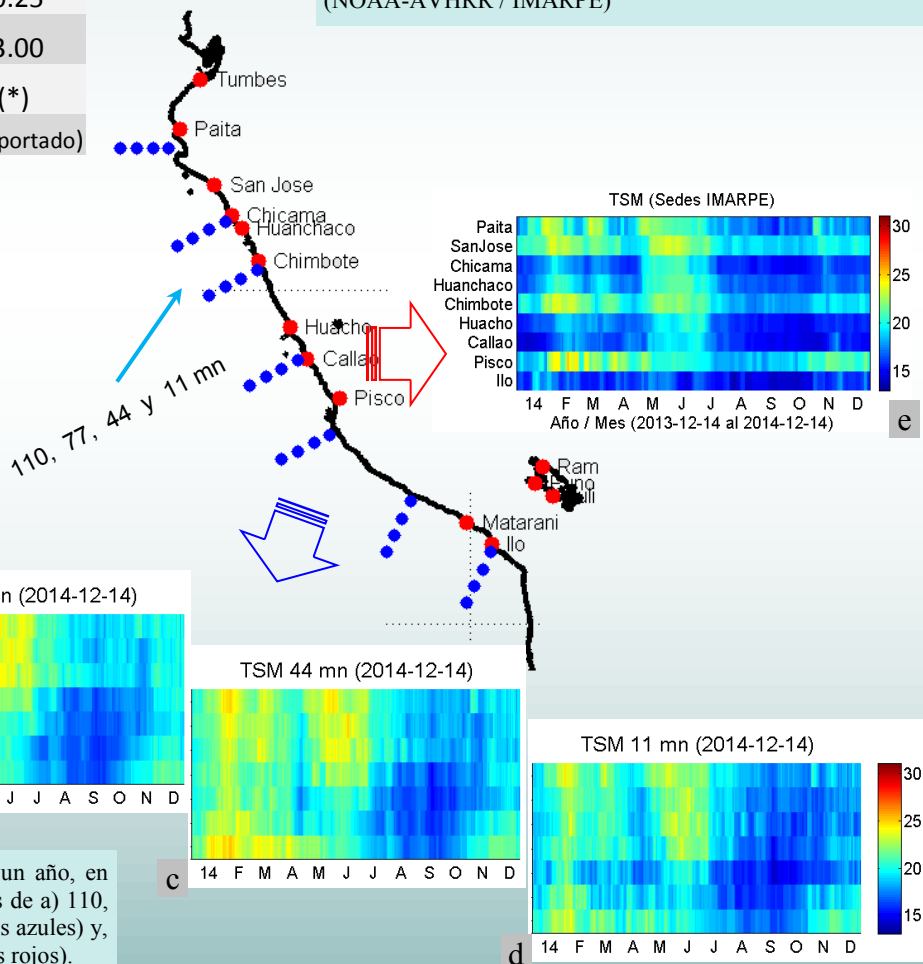 0.25
3.00
(*)
portado)
(NOAA-AVHRR / IMARPE)
Tumbes
Paita
San Jose
Chicama
Huanchaco
Chimbote
Huacho
Callao
Pisco
110, 77, 44 y 11 mn
Ram
Matarani
Ilo
TSM (Sedes IMARPE)
Paita
SanJose
Chicama
Huanchaco
Chimbote
Huacho
Callao
Pisco
Ilo
30
25
20
15
14 F M A M J J A S O N D
Año / Mes (2013-12-14 al 2014-12-14)
e
n (2014-12-14)
J J A S O N D
TSM 44 mn (2014-12-14)
14 F M A M J J A S O N D
c
TSM 11 mn (2014-12-14)
30
25
20
15
14 F M A M J J A S O N D
d
un año, en
s de a) 110,
s azules) y,
s rojos).